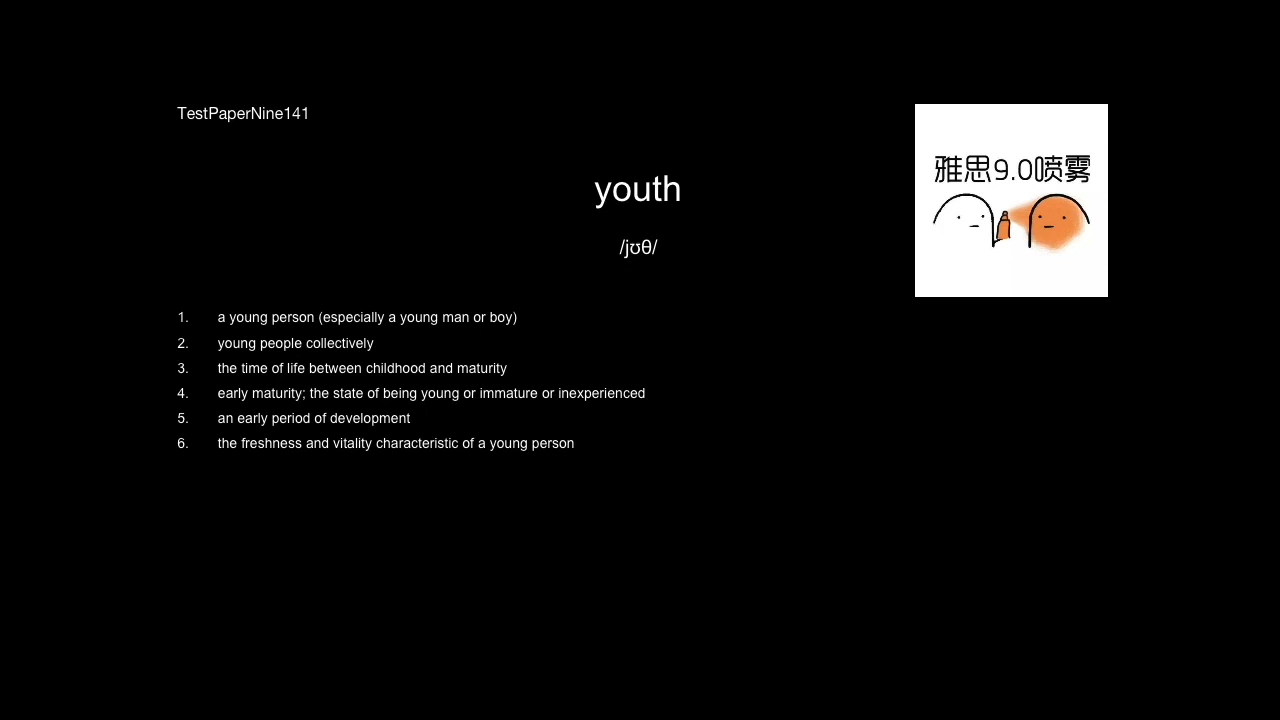 TestPaperNine141
雅思9.0喷雾
youth
/jʊθ/
1. a young person (especially a young man or boy)
2. young people collectively
3. the time of life between childhood and maturity
4. early maturity; the state of being young or immature or inexperienced
5. an early period of development
6. the freshness and vitality characteristic of a young person